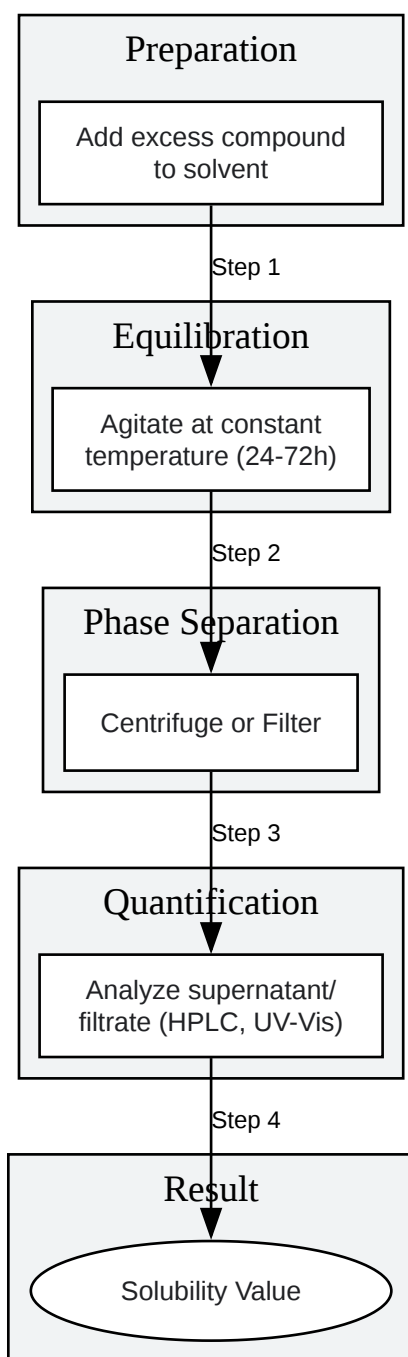 Preparation
Add excess compound
to solvent
Step 1
Equilibration
Agitate at constant
temperature (24-72h)
Step 2
Phase Separation
Centrifuge or Filter
Step 3
Quantification
Analyze supernatant/
filtrate (HPLC, UV-Vis)
Step 4
Result
Solubility Value